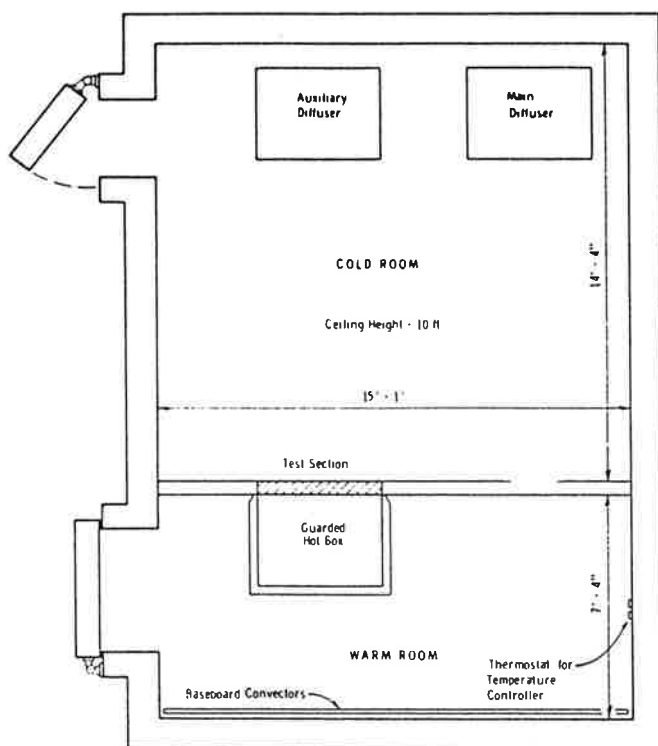 Auxiliary
Diffuser
Main
Diffuser
COLD ROOM
14' - 4"
Ceiling Height - 10 ft
15' - 1'
Test Section
Guarded
Hot Box
7' - 4"
WARM ROOM
Thermostat for
Temperature
Controller
Baseboard Convectors